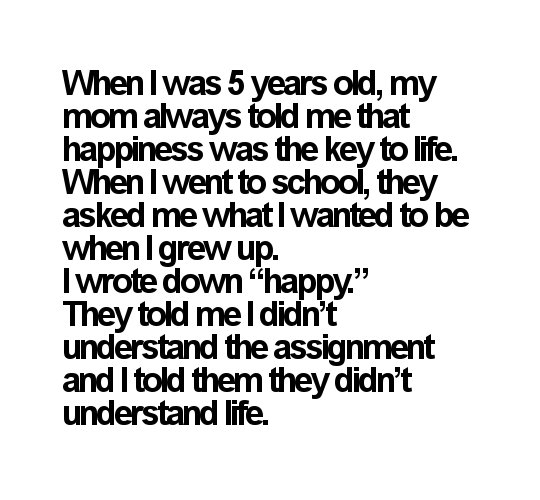 When I was 5 years old, my
mom always told me that
happiness was the key to life.
When I went to school, they
asked me what I wanted to be
when I grew up.
I wrote down “happy.”
They told me I didn’t
understand the assignment
and I told them they didn’t
understand life.